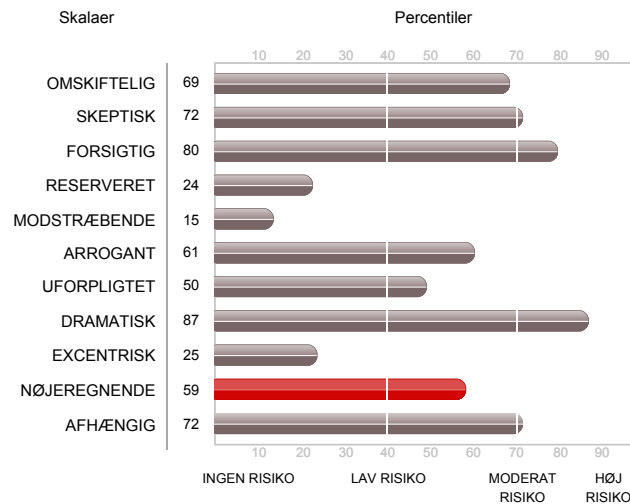 Skalaer Percentiler
10 20 30 40 50 60 70 80 90
OMSKIFTELIG 69
SKEPTISK 72
FORSIGTIG 80
RESERVERET 24
MODSTRÆBENDE 15
ARROGANT 61
UFORPLIGTET 50
DRAMATISK 87
EXCENTRISK 25
NØJEREGNENDE 59
AFHÆNGIG 72
10 20 30 40 50 60 70 80 90
INGEN RISIKO LAV RISIKO MODERAT HØJ
RISIKO RISIKO